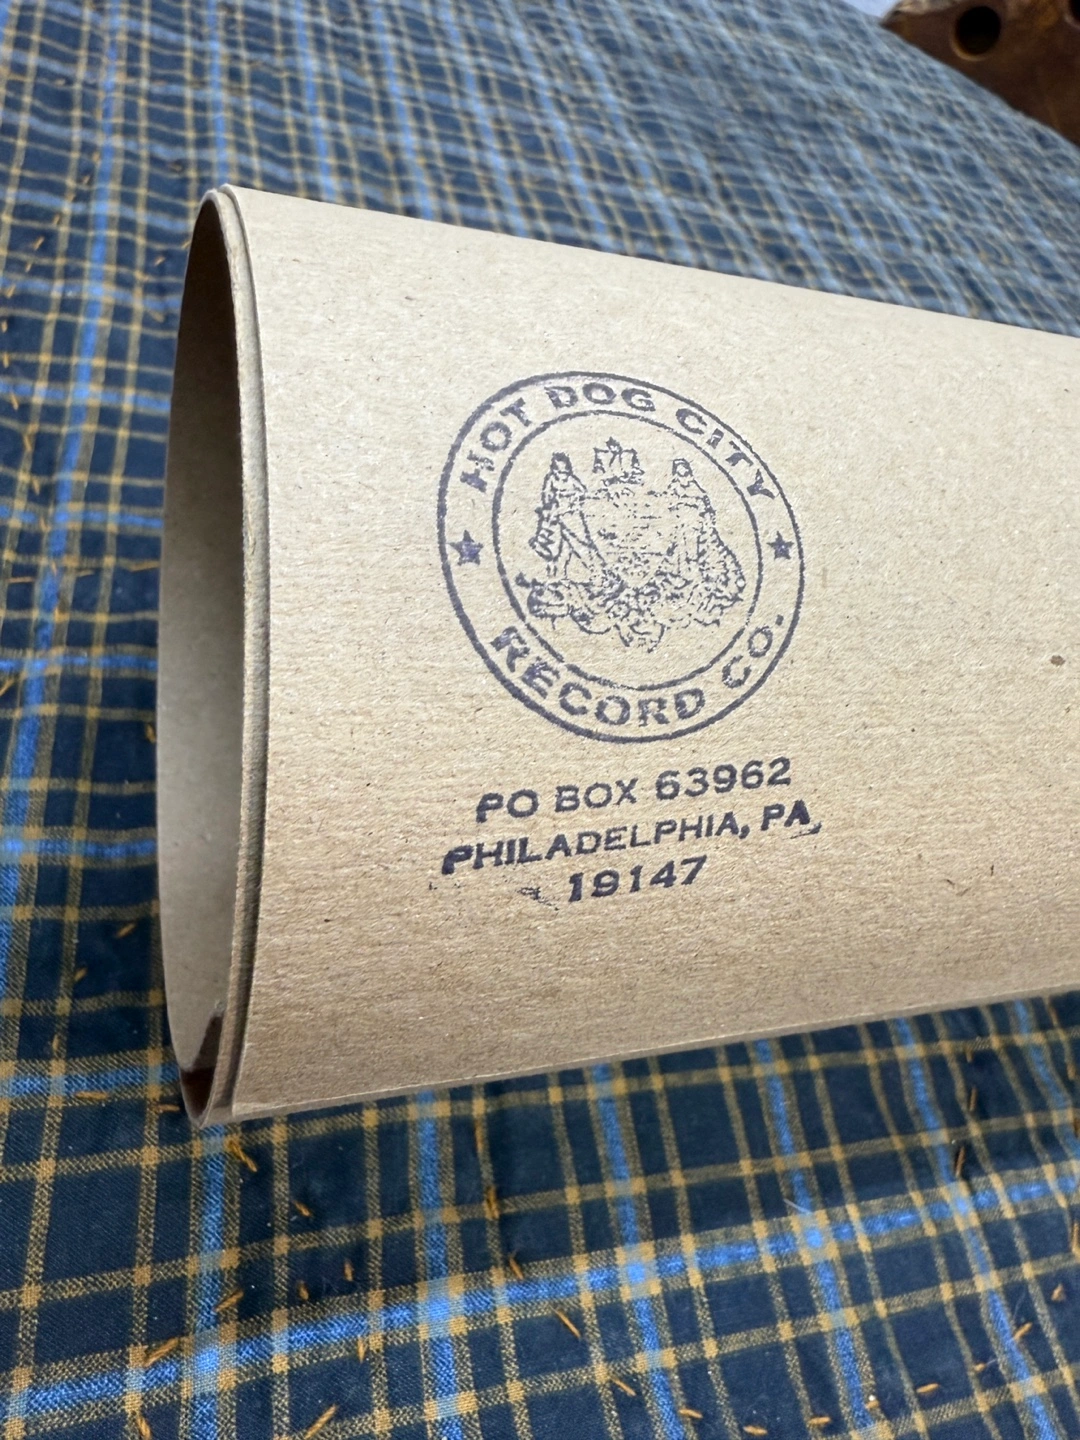 HOT DOG CITY
RECORD CO.
PO BOX 63962
PHILADELPHIA, PA
19147